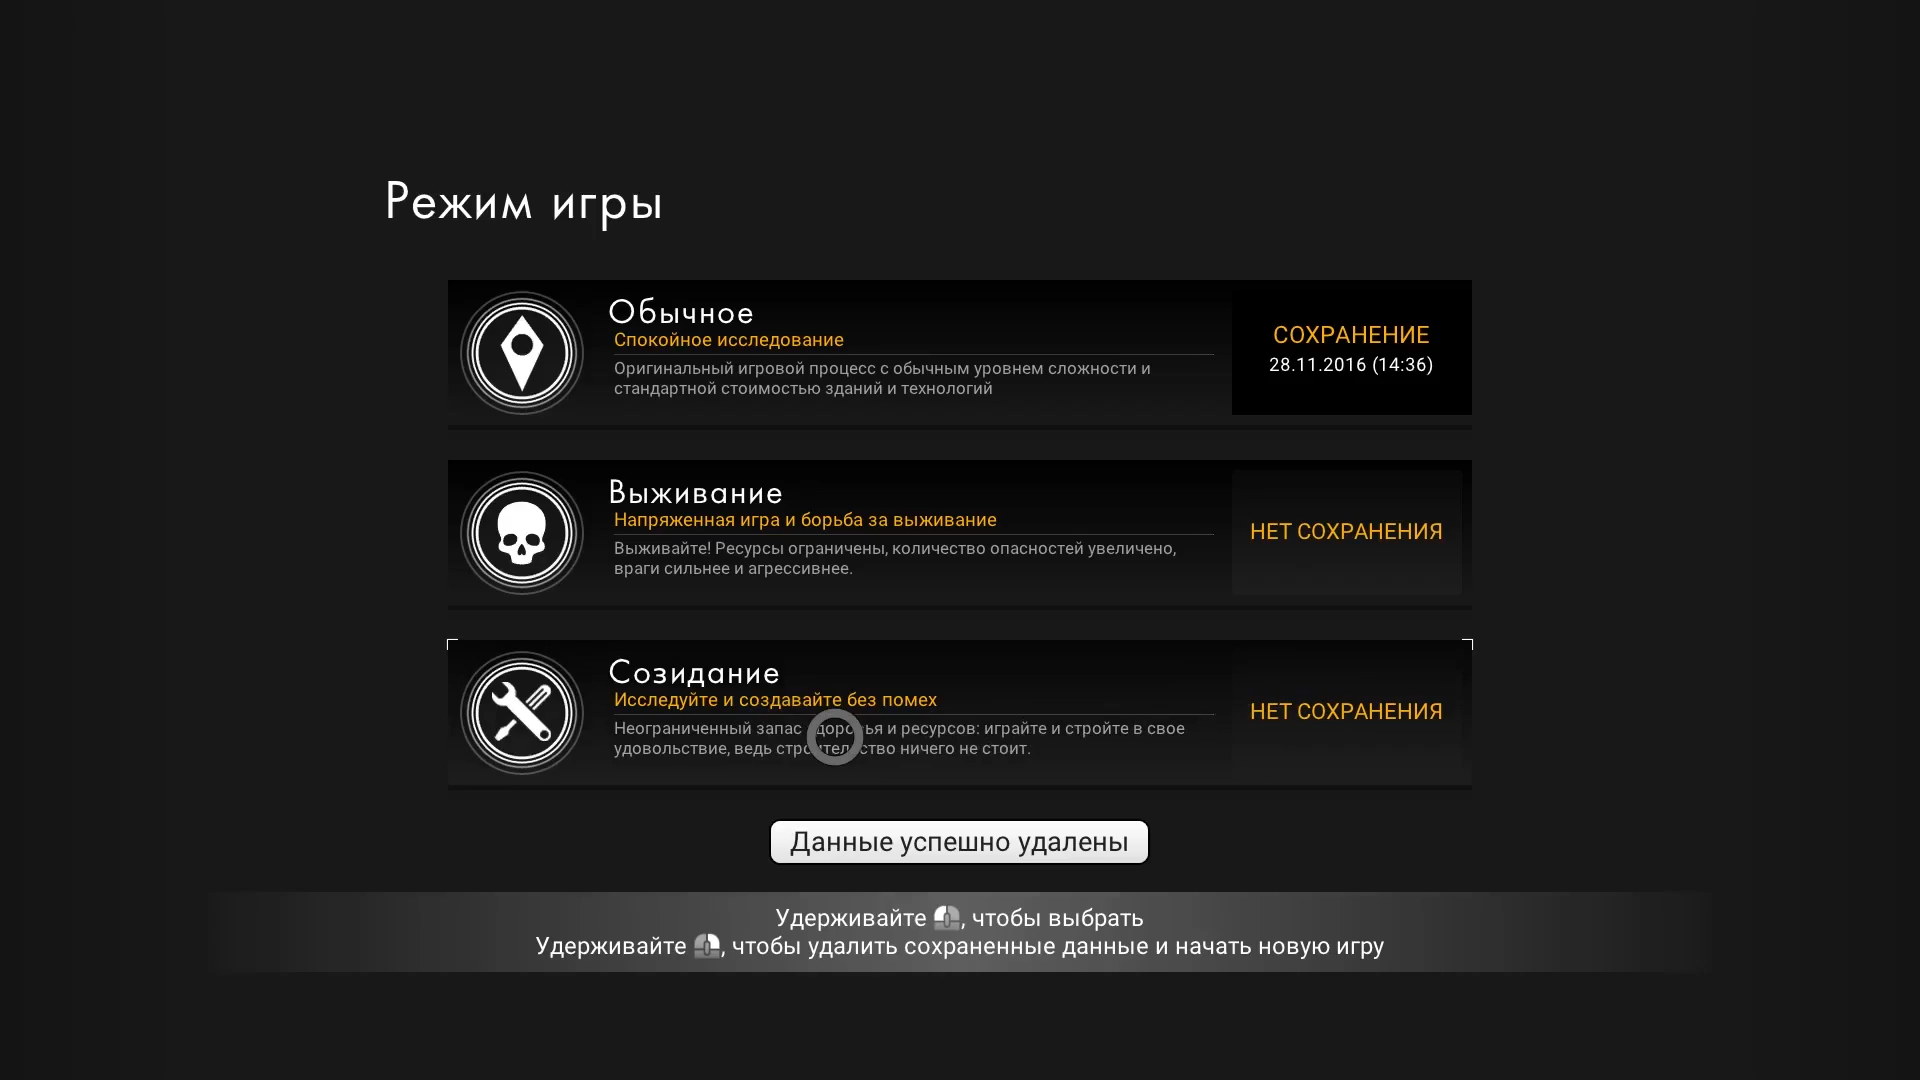 Режим игры
Обычное
Спокойное исследование
Оригинальный игровой процесс с обычным уровнем сложности и
стандартной стоимостью зданий и технологий
СОХРАНЕНИЕ
28.11.2016 (14:36)
Выживание
Напряженная игра и борьба за выживание
Выживайте! Ресурсы ограничены, количество опасностей увеличено,
враги сильнее и агрессивнее.
НЕТ СОХРАНЕНИЯ
Созидание
Исследуйте и создавайте без помех
Неограниченный запас здоровья и ресурсов: играйте и стройте в свое
удовольствие, ведь строительство ничего не стоит.
НЕТ СОХРАНЕНИЯ
Данные успешно удалены
Удерживайте , чтобы выбрать
Удерживайте , чтобы удалить сохраненные данные и начать новую игру